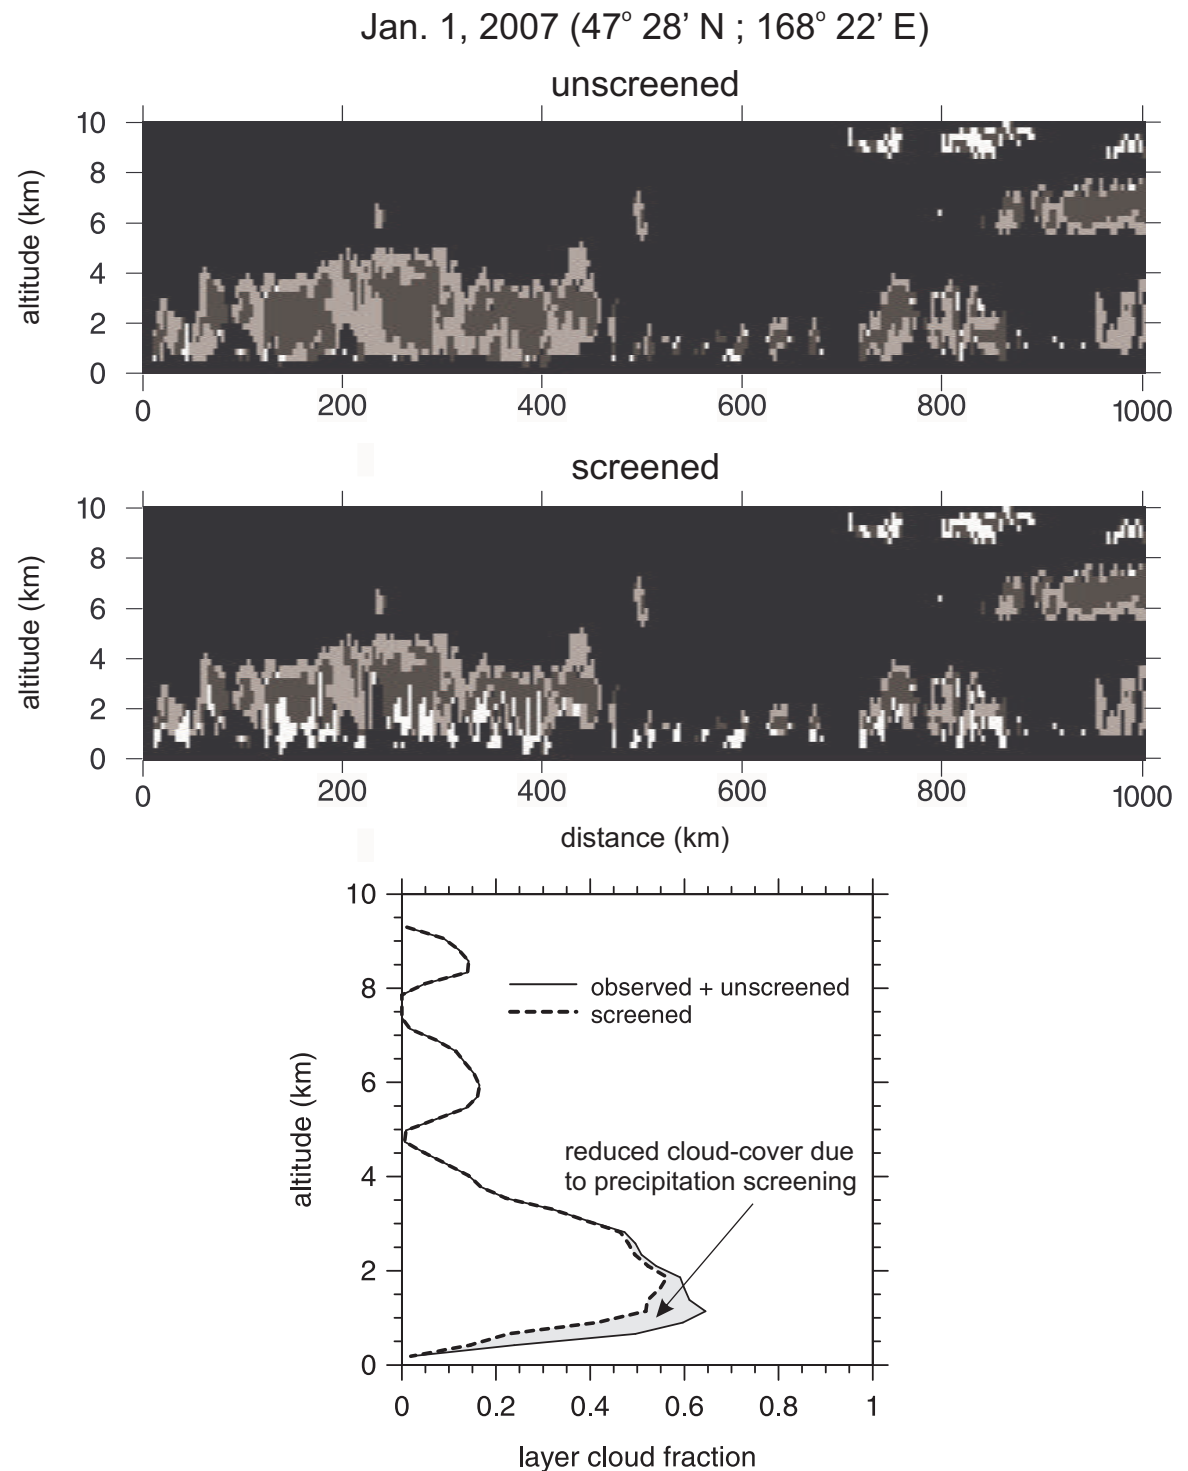 Jan. 1, 2007 (47° 28' N ; 168° 22' E)
unscreened
10
8
6
4
2
0
altitude (km)
0 200 400 600 800 1000
screened
10
8
6
4
2
0
altitude (km)
0 200 400 600 800 1000
distance (km)
10
8
6
4
2
0
altitude (km)
observed + unscreened
screened
reduced cloud-cover due
to precipitation screening
0 0.2 0.4 0.6 0.8 1
layer cloud fraction